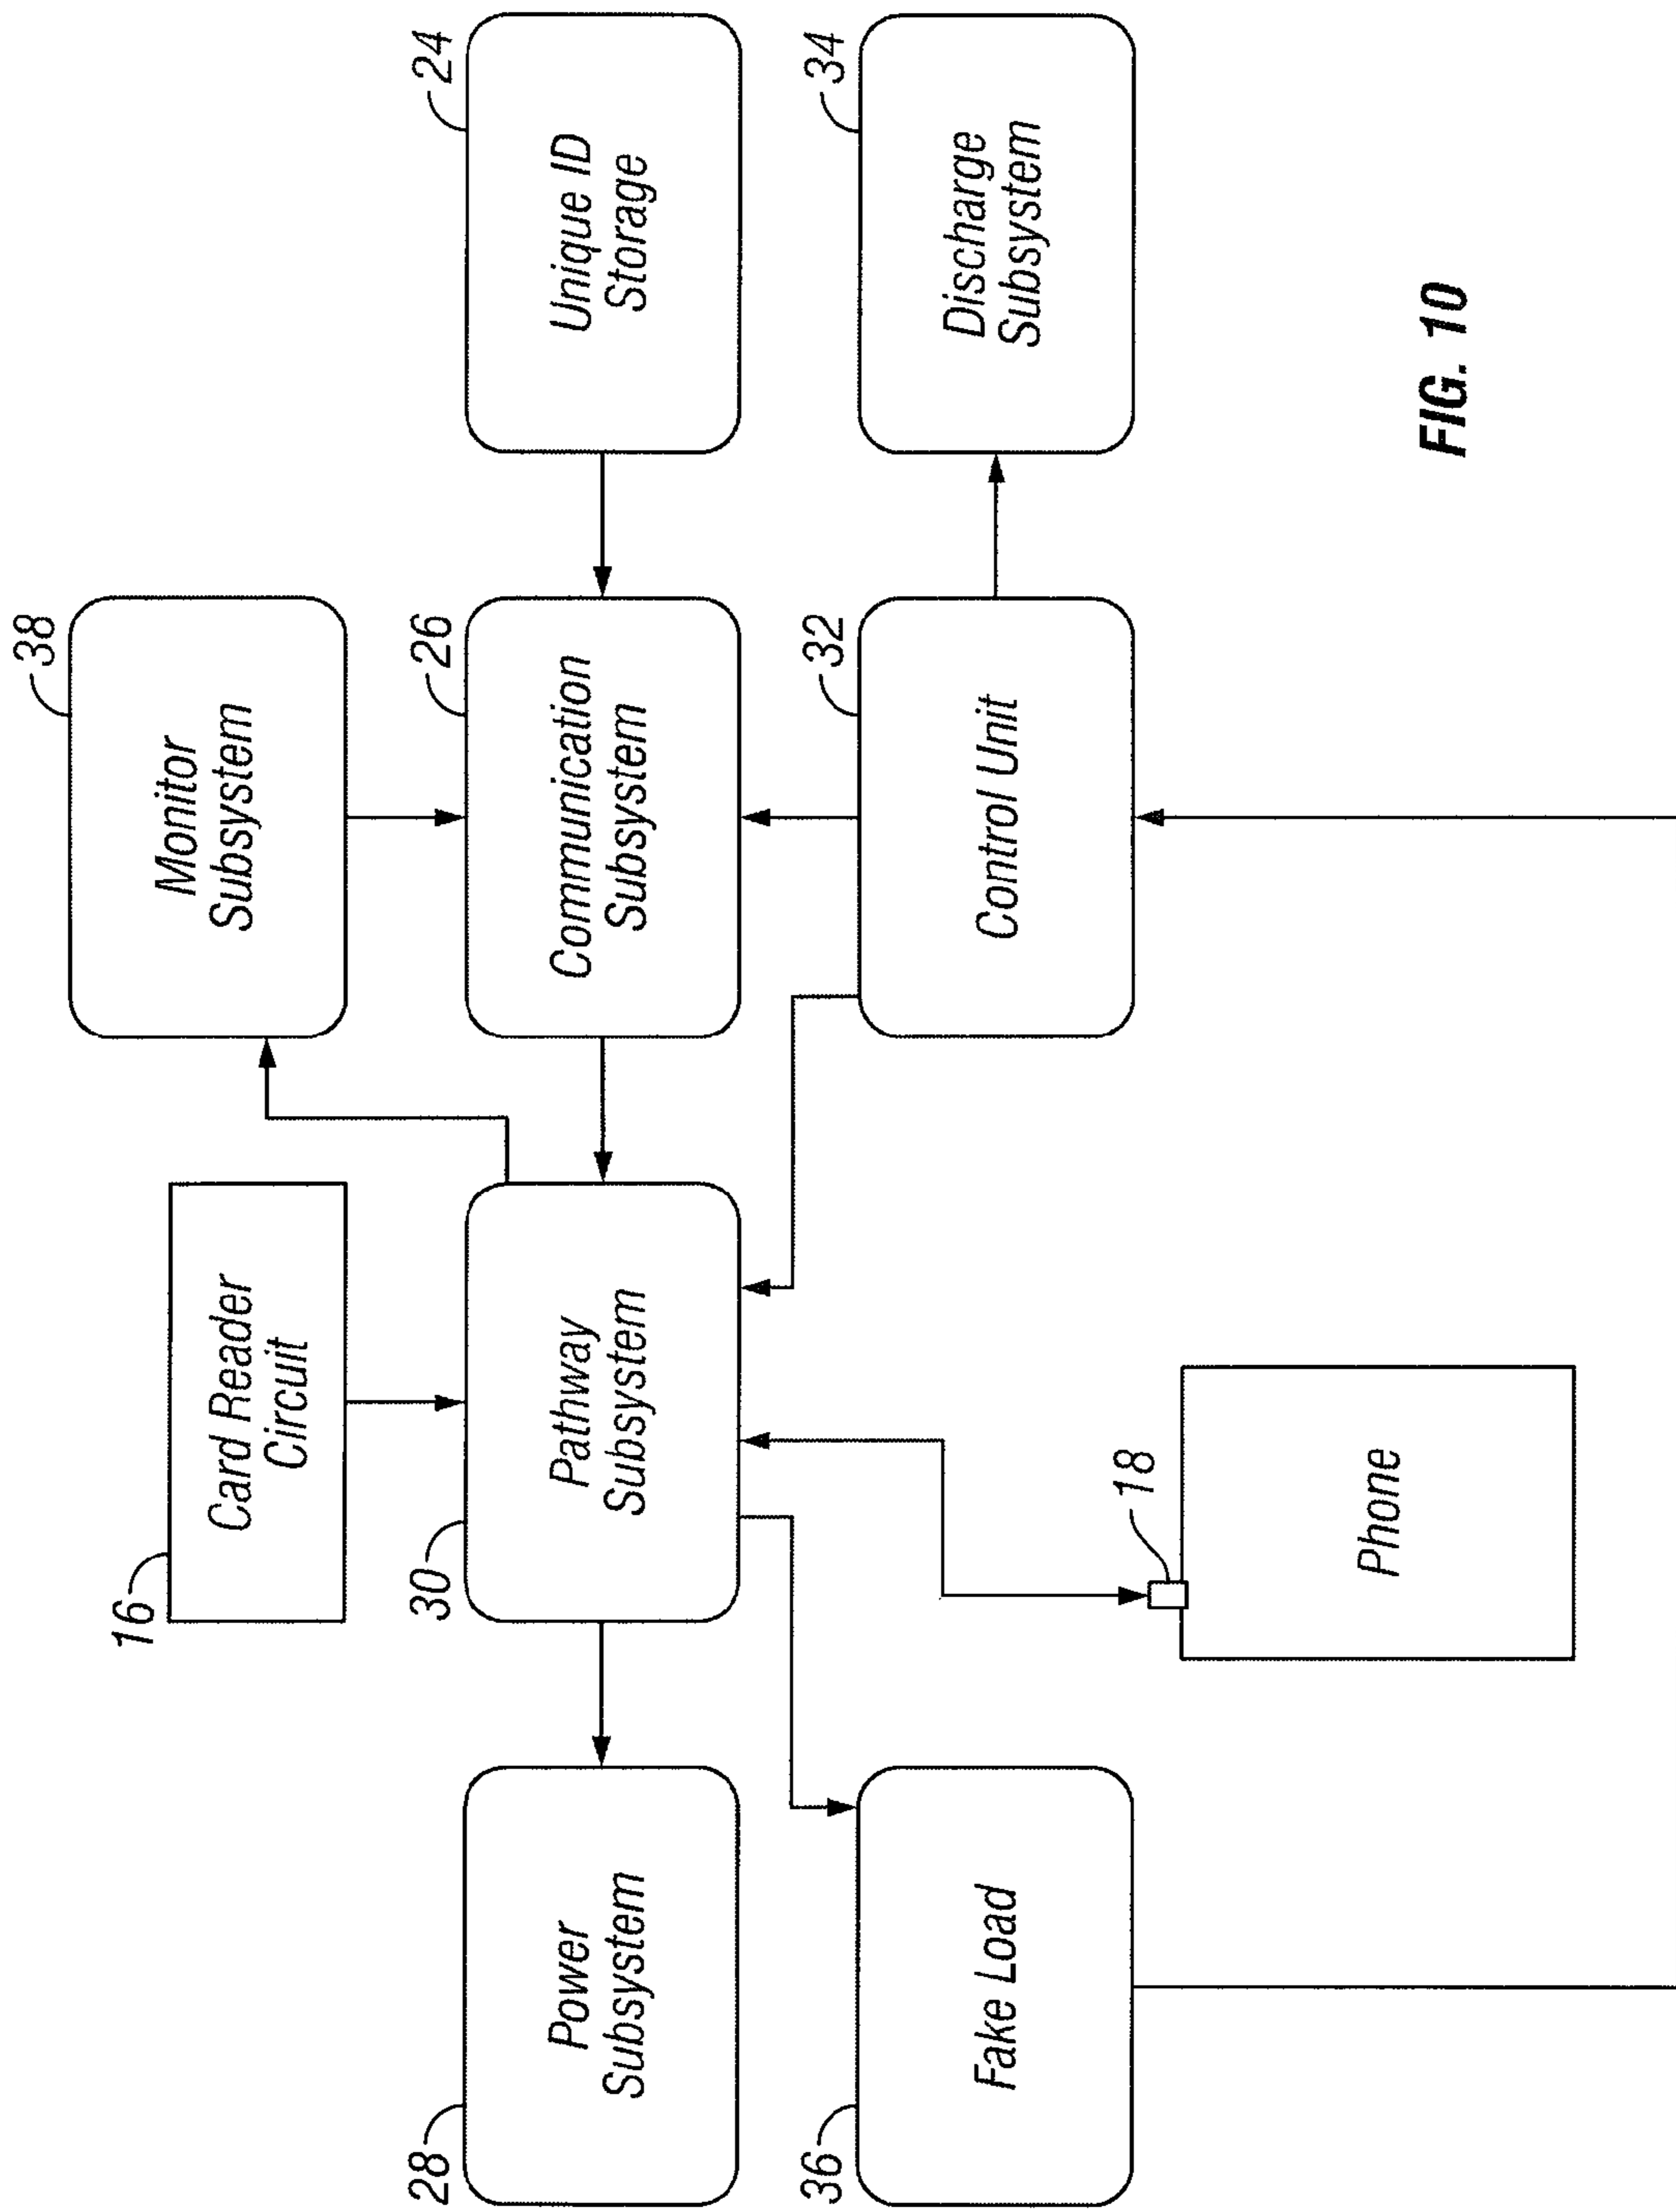 38
Monitor
Subsystem
16
Card Reader
Circuit
28
Power
Subsystem
30
Pathway
Subsystem
26
Communication
Subsystem
24
Unique ID
Storage
36
Fake Load
32
Control Unit
34
Discharge
Subsystem
18
Phone
FIG. 10